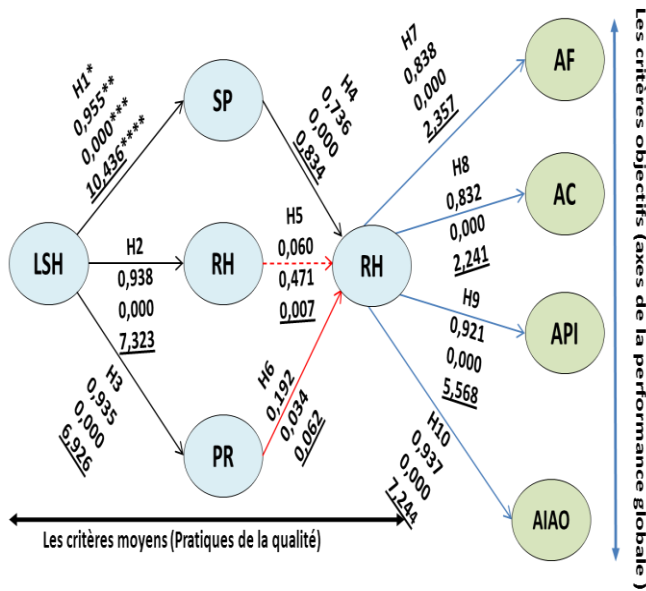 H1*
0,955**
0,000***
10,436****
SP
H4
0,736
0,000
0,834
H7
0,838
0,000
2,357
AF
H8
0,832
0,000
2,241
AC
LSH
H2
0,938
0,000
7,323
RH
H5
0,060
0,471
0,007
RH
H9
0,921
0,000
5,568
API
H3
0,935
0,000
6,926
PR
H6
0,192
0,034
0,062
H10
0,937
0,000
7,244
AIAO
Les critères moyens (Pratiques de la qualité)
Les critères objectifs (axes de la performance globale )